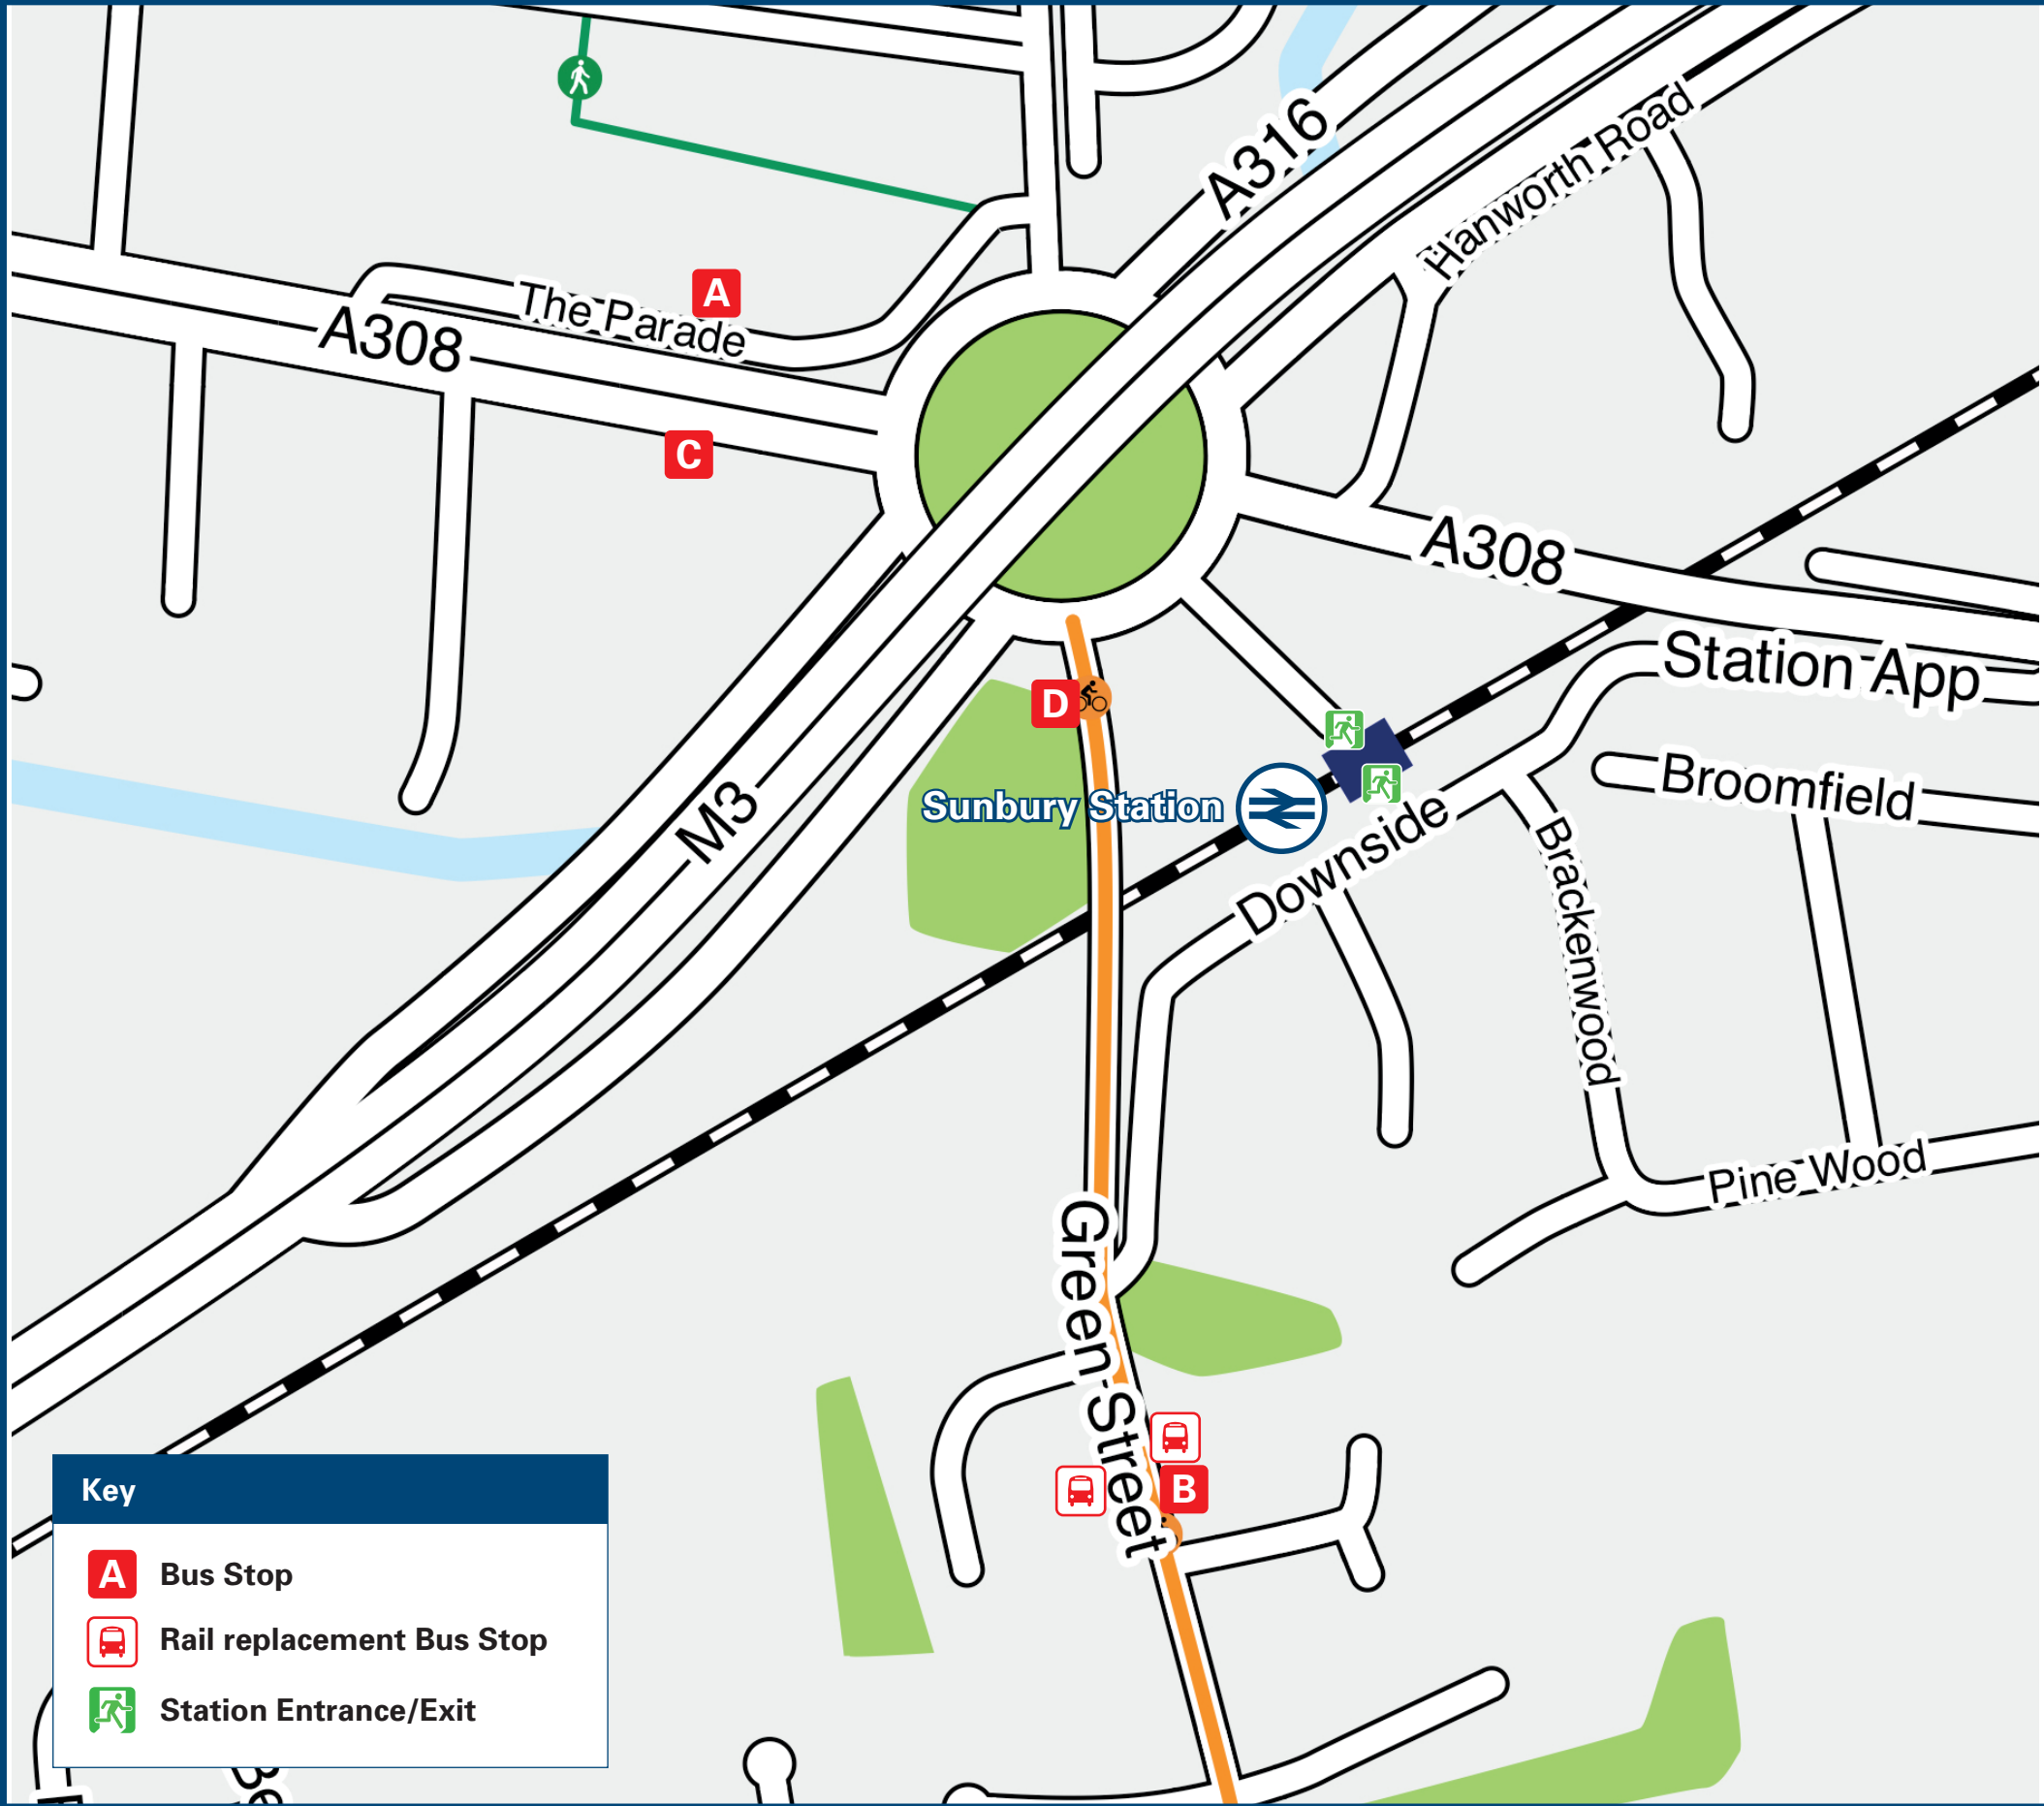 A316
Hanworth Road
The Parade
A
A308
C
A308
Station App
D
M3
Sunbury Station
Broomfield
Downside
Brackenwood
Pine Wood
Green Street
B
Key
A Bus Stop
Rail replacement Bus Stop
Station Entrance/Exit